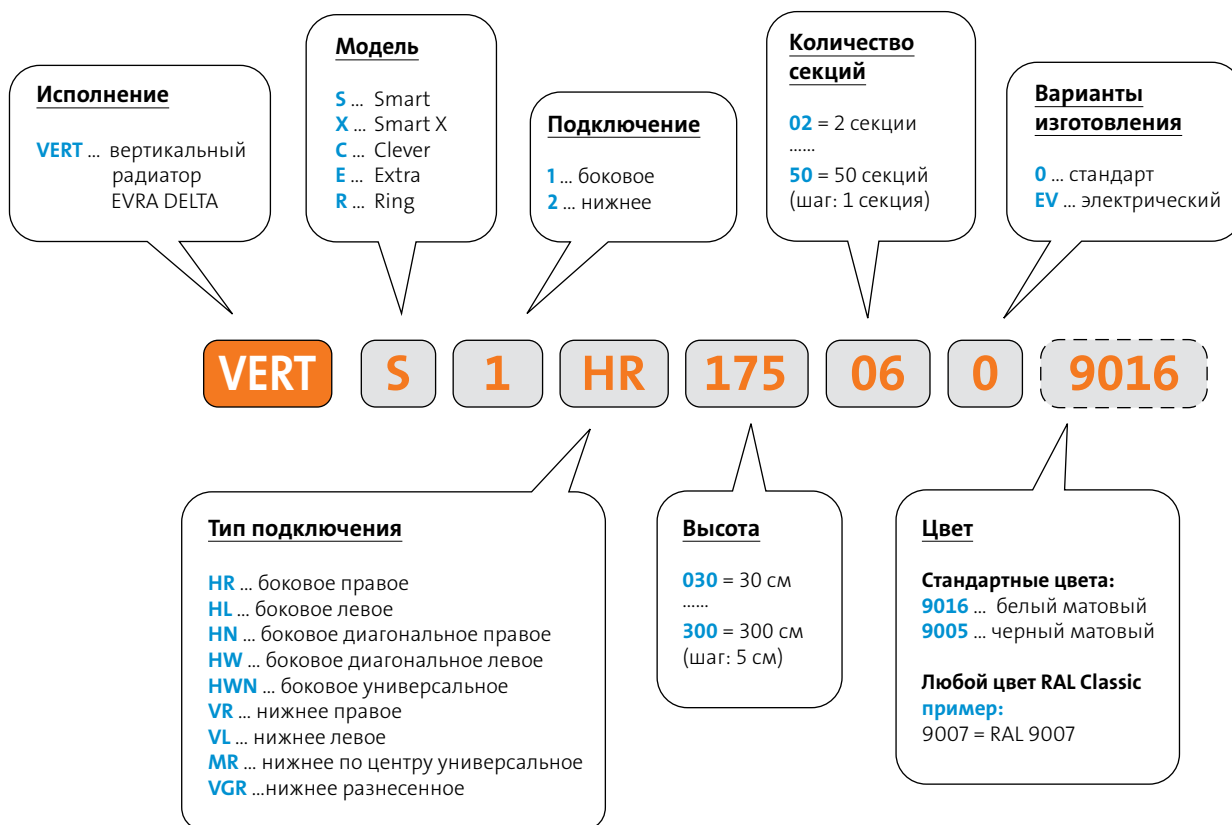 Исполнение
VERT ... вертикальный
радиатор
EVRA DELTA
Модель
S ... Smart
X ... Smart X
C ... Clever
E ... Extra
R ... Ring
Подключение
1 ... боковое
2 ... нижнее
Количество
секций
02 = 2 секции
......
50 = 50 секций
(шаг: 1 секция)
Варианты
изготовления
0 ... стандарт
EV ... электрический
VERT S 1 HR 175 06 0 9016
Тип подключения
HR ... боковое правое
HL ... боковое левое
HN ... боковое диагональное правое
HW ... боковое диагональное левое
HWN ... боковое универсальное
VR ... нижнее правое
VL ... нижнее левое
MR ... нижнее по центру универсальное
VGR ...нижнее разнесенное
Высота
030 = 30 см
......
300 = 300 см
(шаг: 5 см)
Цвет
Стандартные цвета:
9016 ... белый матовый
9005 ... черный матовый
Любой цвет RAL Classic
пример:
9007 = RAL 9007